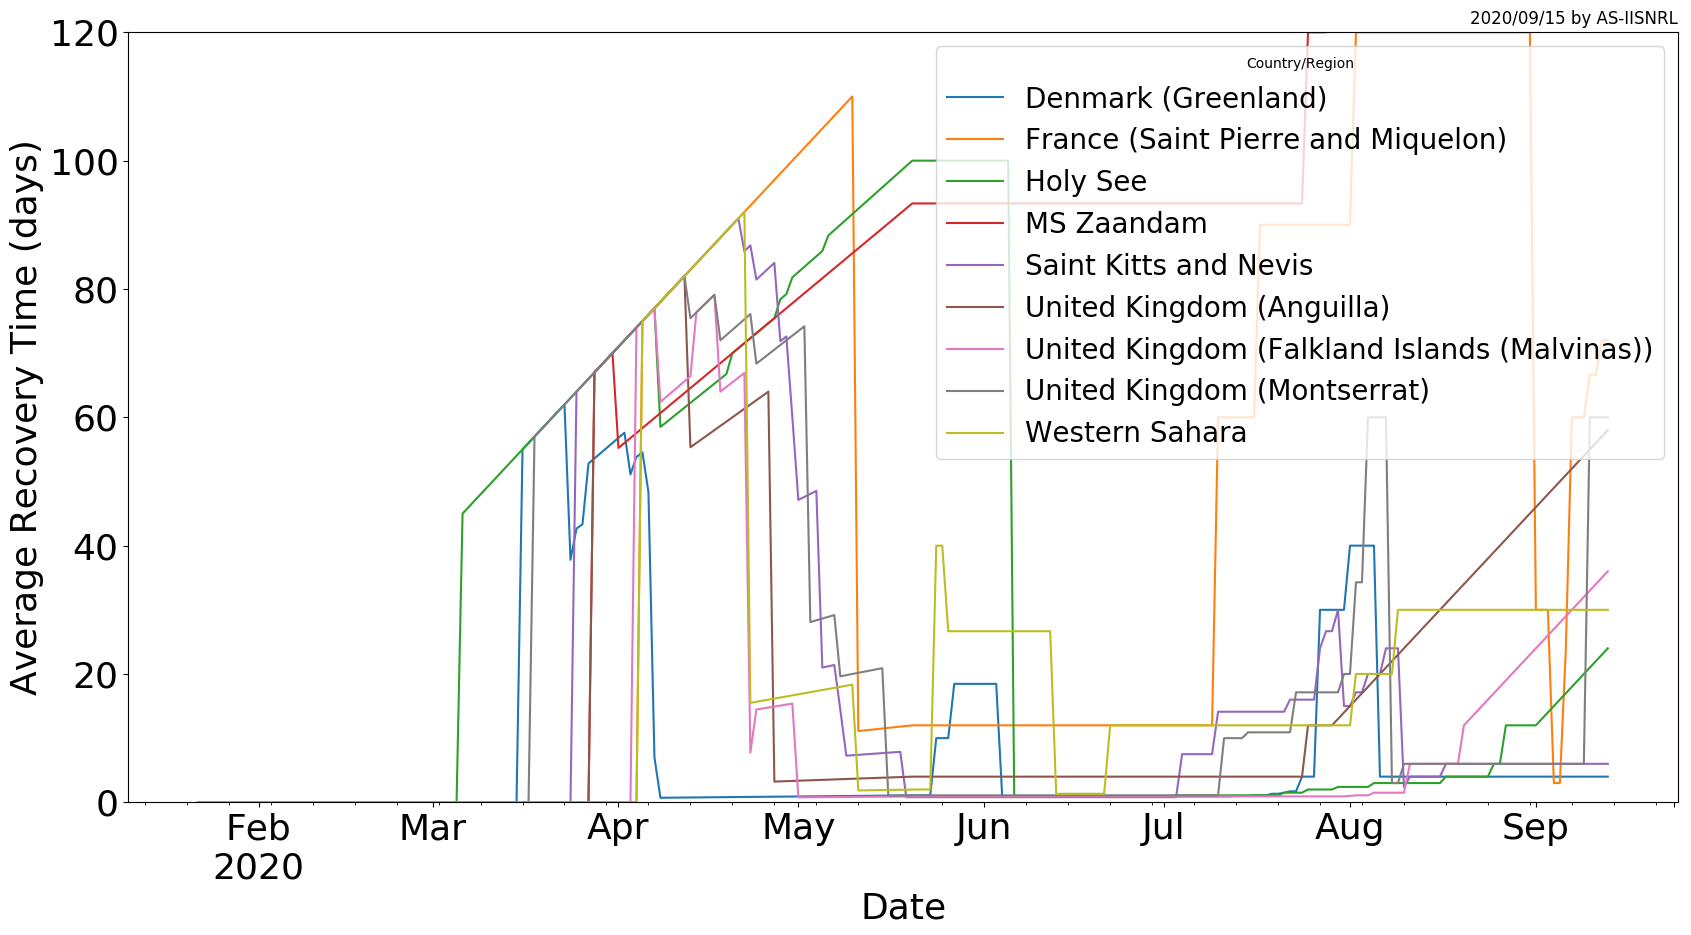 2020/09/15 by AS-IISNRL
120
100
80
60
40
20
0
Average Recovery Time (days)
Country/Region
Denmark (Greenland)
France (Saint Pierre and Miquelon)
Holy See
MS Zaandam
Saint Kitts and Nevis
United Kingdom (Anguilla)
United Kingdom (Falkland Islands (Malvinas))
United Kingdom (Montserrat)
Western Sahara
Feb Mar Apr May Jun Jul Aug Sep
2020
Date